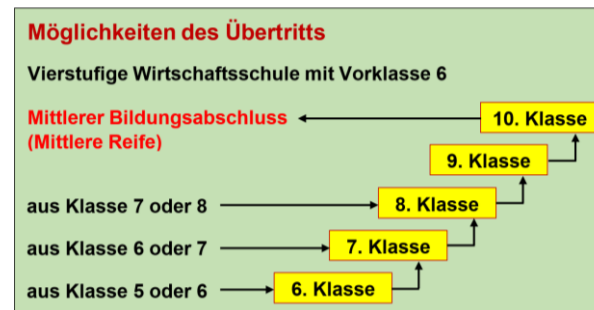 Möglichkeiten des Übertritts
Vierstufige Wirtschaftsschule mit Vorklasse 6
Mittlerer Bildungsabschluss
(Mittlere Reife)
10. Klasse
9. Klasse
aus Klasse 7 oder 8
8. Klasse
aus Klasse 6 oder 7
7. Klasse
aus Klasse 5 oder 6
6. Klasse